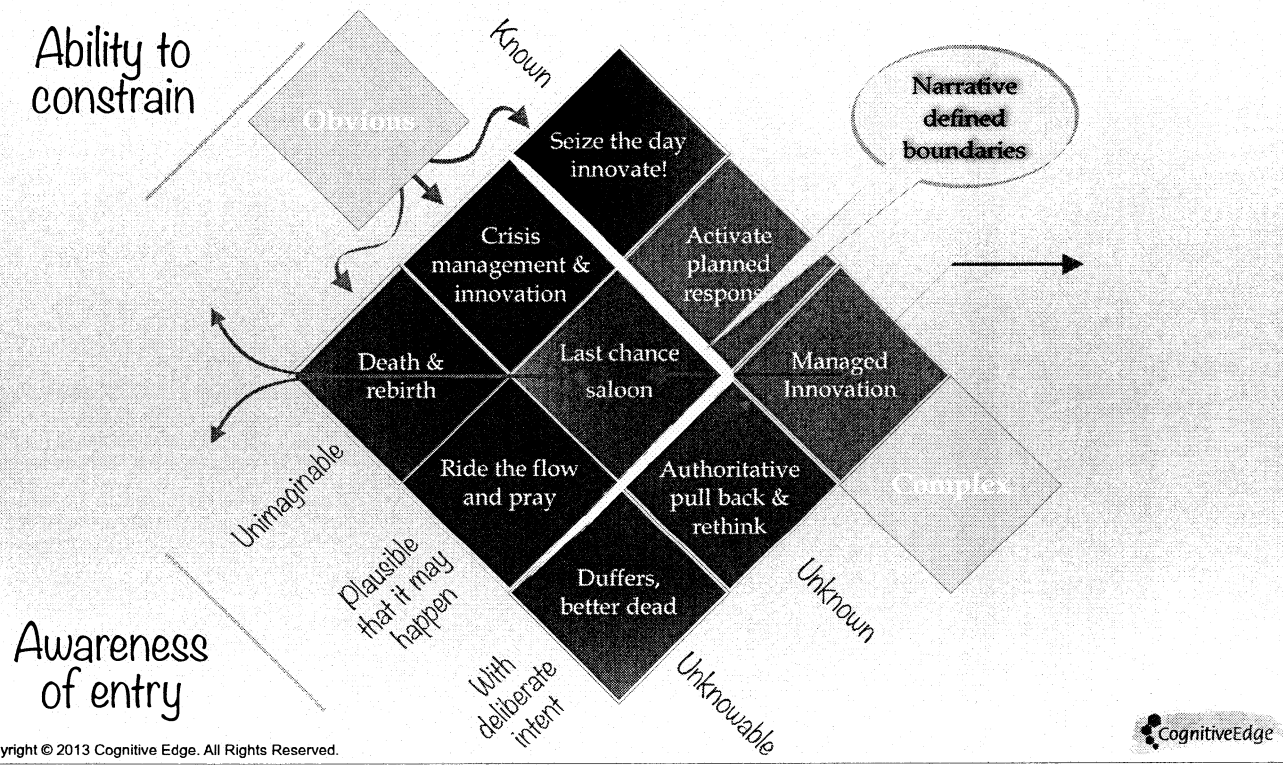 Ability to
constrain
Obvious
Known
Seize the day
innovate!
Narrative
defined
boundaries
Crisis
management &
innovation
Activate
planned
response
Death &
rebirth
Last chance
saloon
Managed
Innovation
Ride the flow
and pray
Authoritative
pull back &
rethink
Complex
Duffers,
better dead
Unimaginable
Plausible
that it may
happen
With
deliberate
intent
Unknown
Unknowable
Awareness
of entry
yright © 2013 Cognitive Edge. All Rights Reserved.
CognitiveEdge